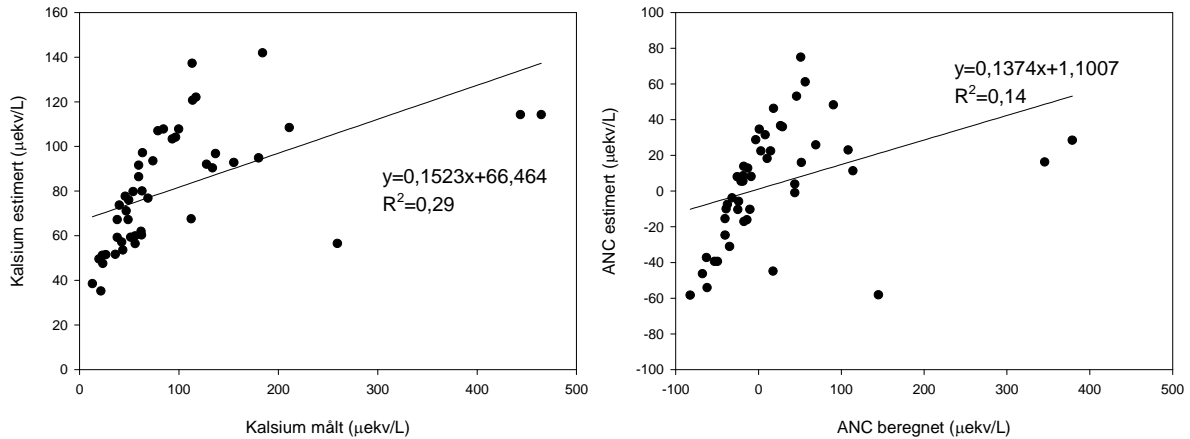 160
140
120
100
80
60
40
20
0
Kalsium estimert (µekv/L)
y=0,1523x+66,464
R²=0,29
0 100 200 300 400 500
Kalsium målt (µekv/L)
100
80
60
40
20
0
-20
-40
-60
-80
-100
ANC estimert (µekv/L)
y=0,1374x+1,1007
R²=0,14
-100 0 100 200 300 400 500
ANC beregnet (µekv/L)